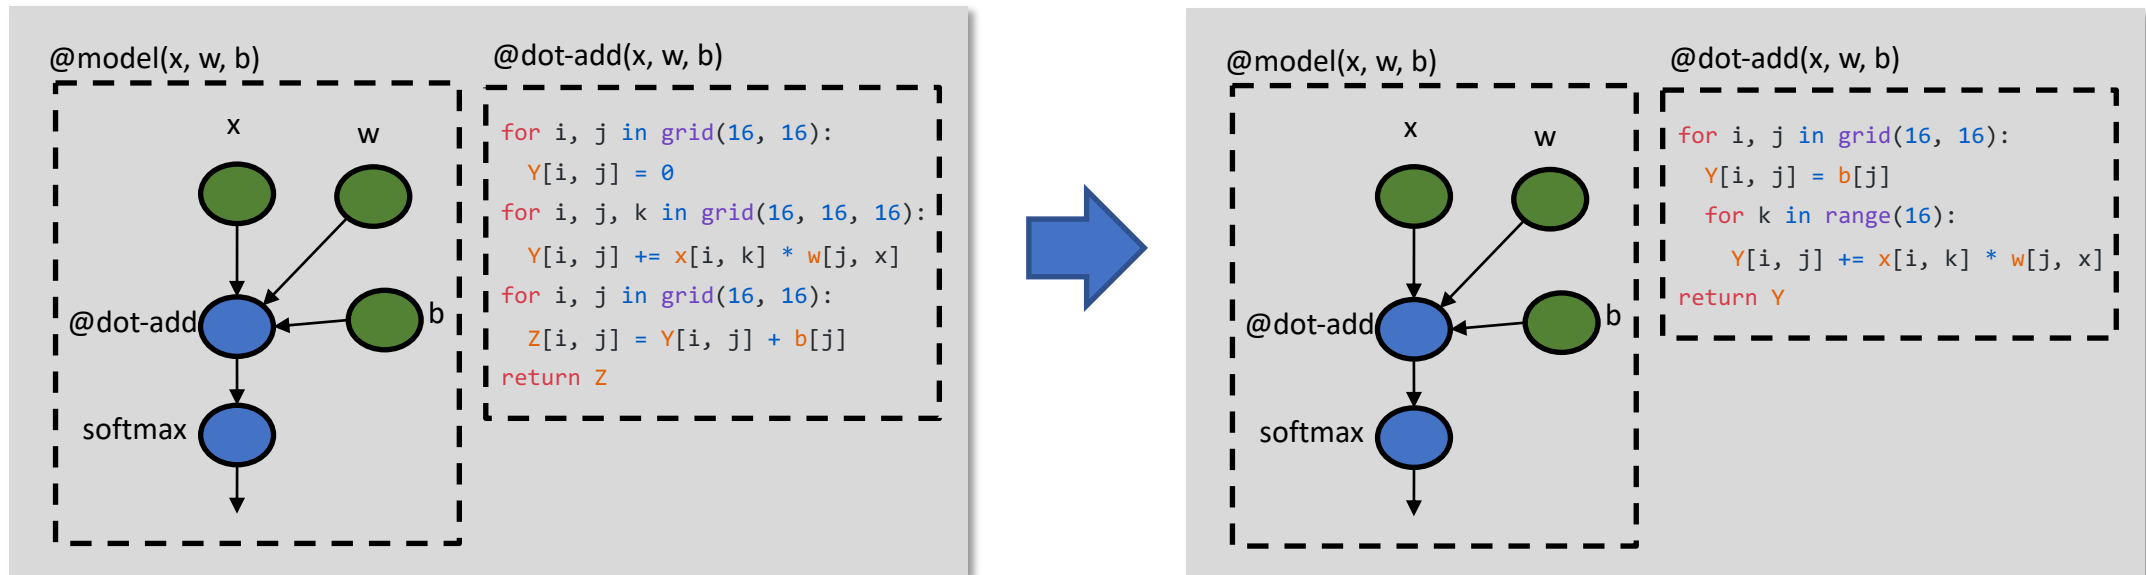 @model(x, w, b)
x
w
@dot-add
b
softmax
@dot-add(x, w, b)
for i, j in grid(16, 16):
  Y[i, j] = 0
for i, j, k in grid(16, 16, 16):
  Y[i, j] += x[i, k] * w[j, x]
for i, j in grid(16, 16):
  Z[i, j] = Y[i, j] + b[j]
return Z
@model(x, w, b)
x
w
@dot-add
b
softmax
@dot-add(x, w, b)
for i, j in grid(16, 16):
  Y[i, j] = b[j]
  for k in range(16):
    Y[i, j] += x[i, k] * w[j, x]
return Y